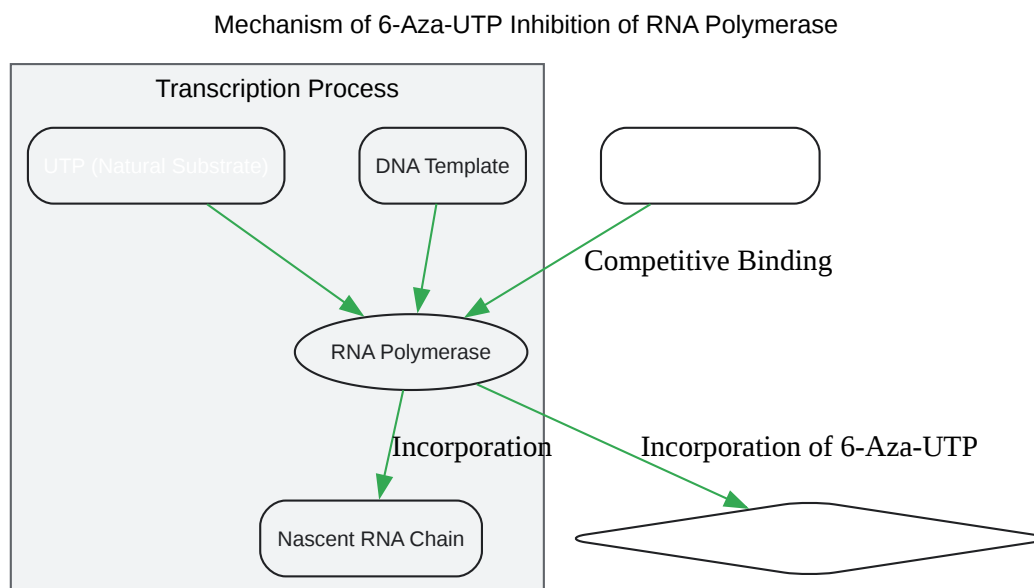 Mechanism of 6-Aza-UTP Inhibition of RNA Polymerase
Transcription Process
UTP (Natural Substrate)
DNA Template
Competitive Binding
RNA Polymerase
Incorporation
Incorporation of 6-Aza-UTP
Nascent RNA Chain